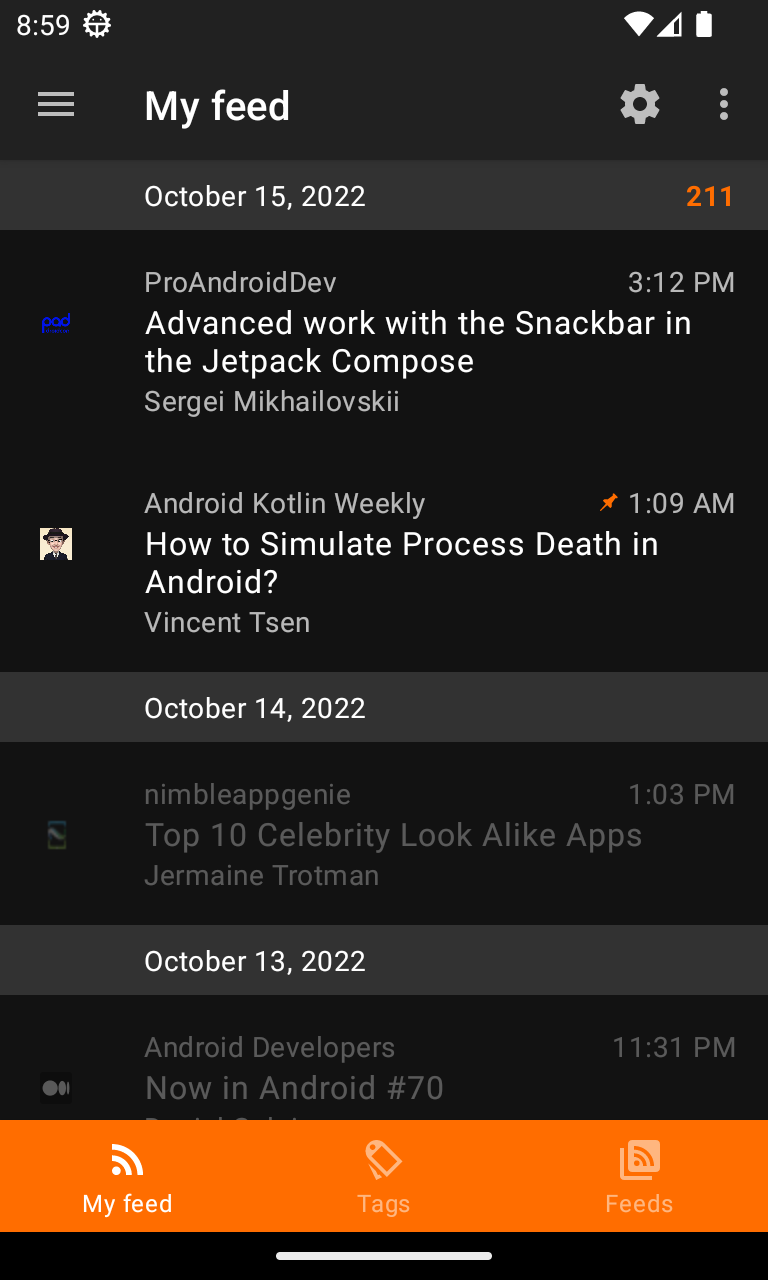 8:59
My feed
October 15, 2022 211
ProAndroidDev 3:12 PM
pad
Advanced work with the Snackbar in
the Jetpack Compose
Sergei Mikhailovskii
Android Kotlin Weekly 1:09 AM
How to Simulate Process Death in
Android?
Vincent Tsen
October 14, 2022
nimbleappgenie 1:03 PM
Top 10 Celebrity Look Alike Apps
Jermaine Trotman
October 13, 2022
Android Developers 11:31 PM
Now in Android #70
My feed Tags Feeds